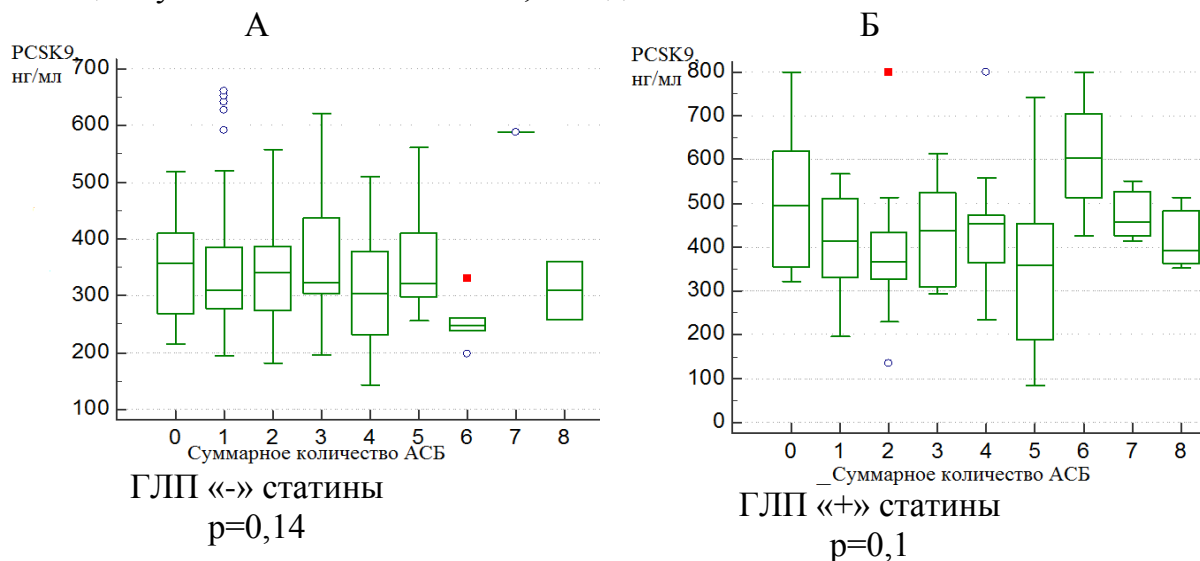 А
PCSK9,
нг/мл
700
600
500
400
300
200
100
0 1 2 3 4 5 6 7 8
Суммарное количество АСБ
ГЛП «-» статины
p=0,14
Б
PCSK9,
нг/мл
800
700
600
500
400
300
200
100
0
0 1 2 3 4 5 6 7 8
_Суммарное количество АСБ
ГЛП «+» статины
p=0,1